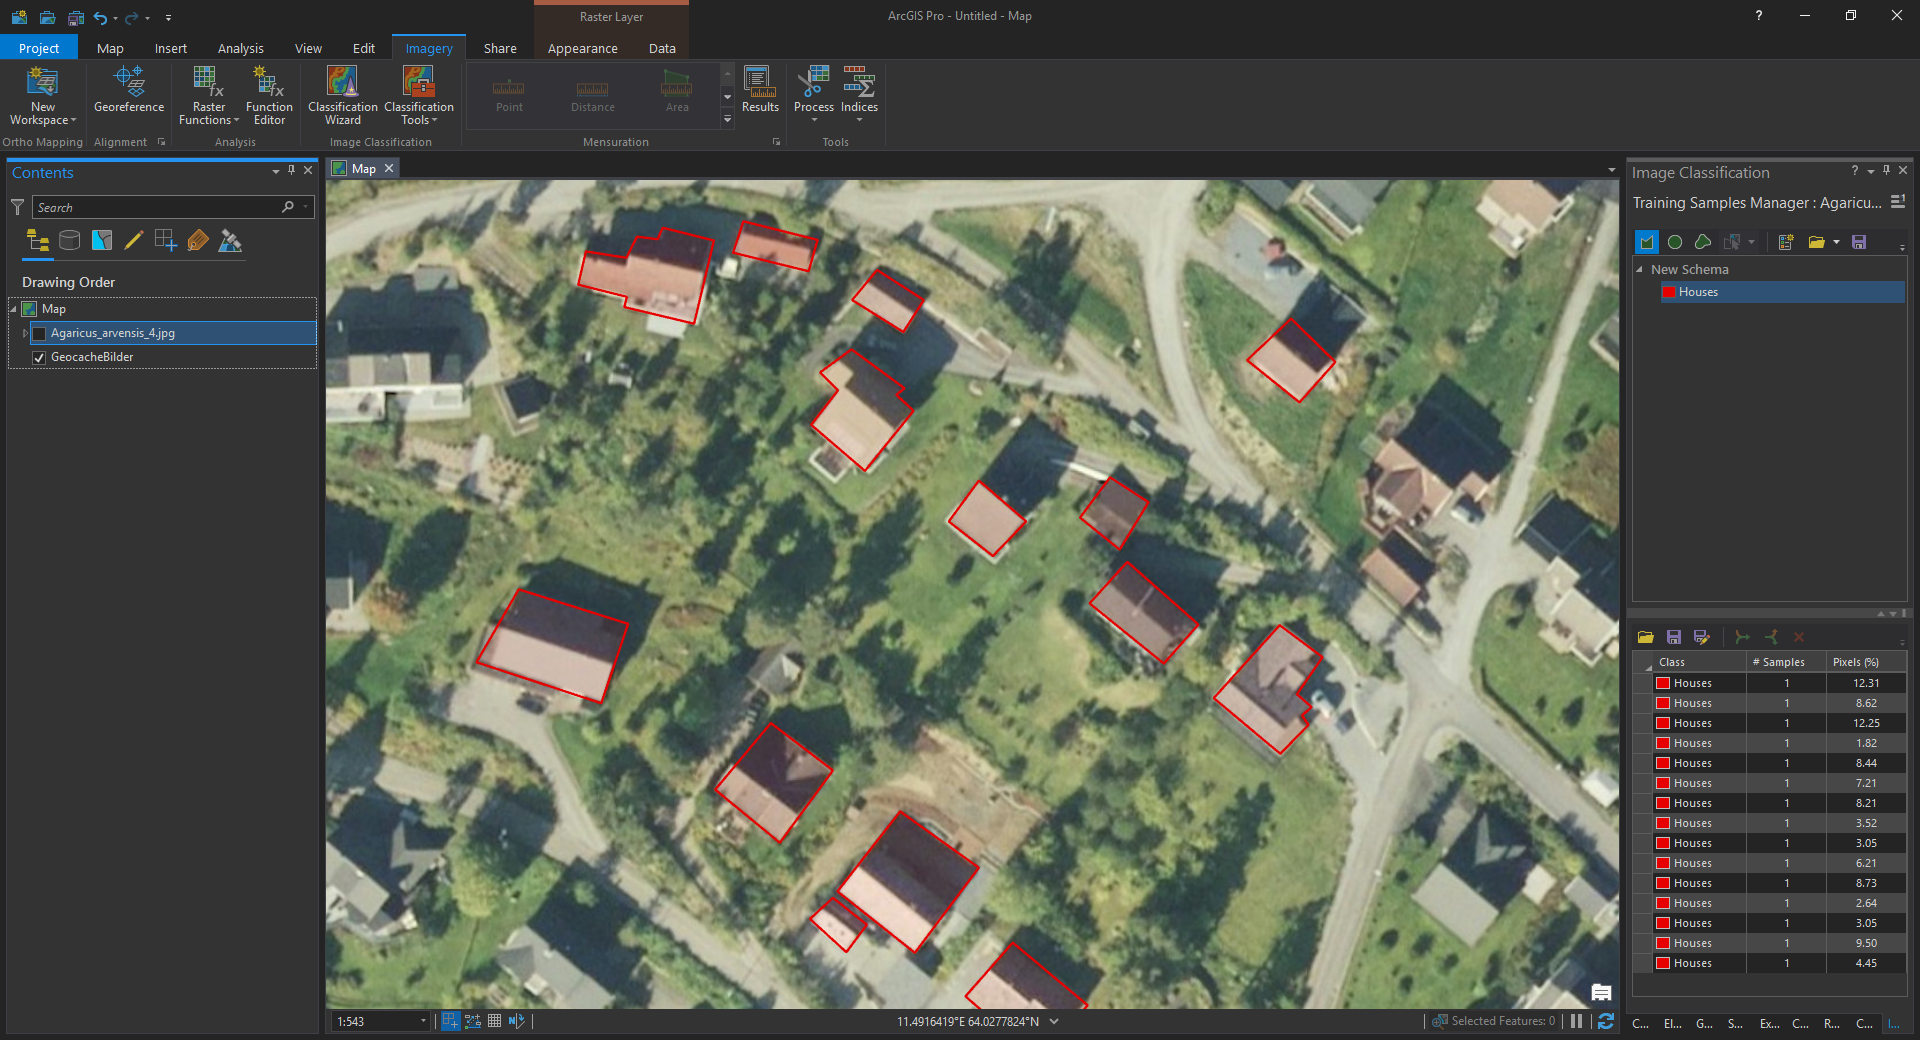 Raster Layer
ArcGIS Pro - Untitled - Map
?
Project Map Insert Analysis View Edit Imagery Share Appearance Data
New Workspace
Georeference
Raster Functions
Function Editor
Classification Wizard
Classification Tools
Point
Distance
Area
Results
Process
Indices
Ortho Mapping Alignment Analysis Image Classification Mensuration Tools
Contents
Search
Drawing Order
Map
Agaricus_arvensis_4.jpg
GeocacheBilder
Map
1:543
11.4916419°E 64.0277824°N
Selected Features: 0
Image Classification
?
Training Samples Manager : Agaricu...
New Schema
Houses
Class # Samples Pixels (%)
Houses 1 12.31
Houses 1 8.62
Houses 1 12.25
Houses 1 1.82
Houses 1 8.44
Houses 1 7.21
Houses 1 8.21
Houses 1 3.52
Houses 1 3.05
Houses 1 6.21
Houses 1 8.73
Houses 1 2.64
Houses 1 3.05
Houses 1 9.50
Houses 1 4.45
C... El... G... S... Ex... C... R... C... I...